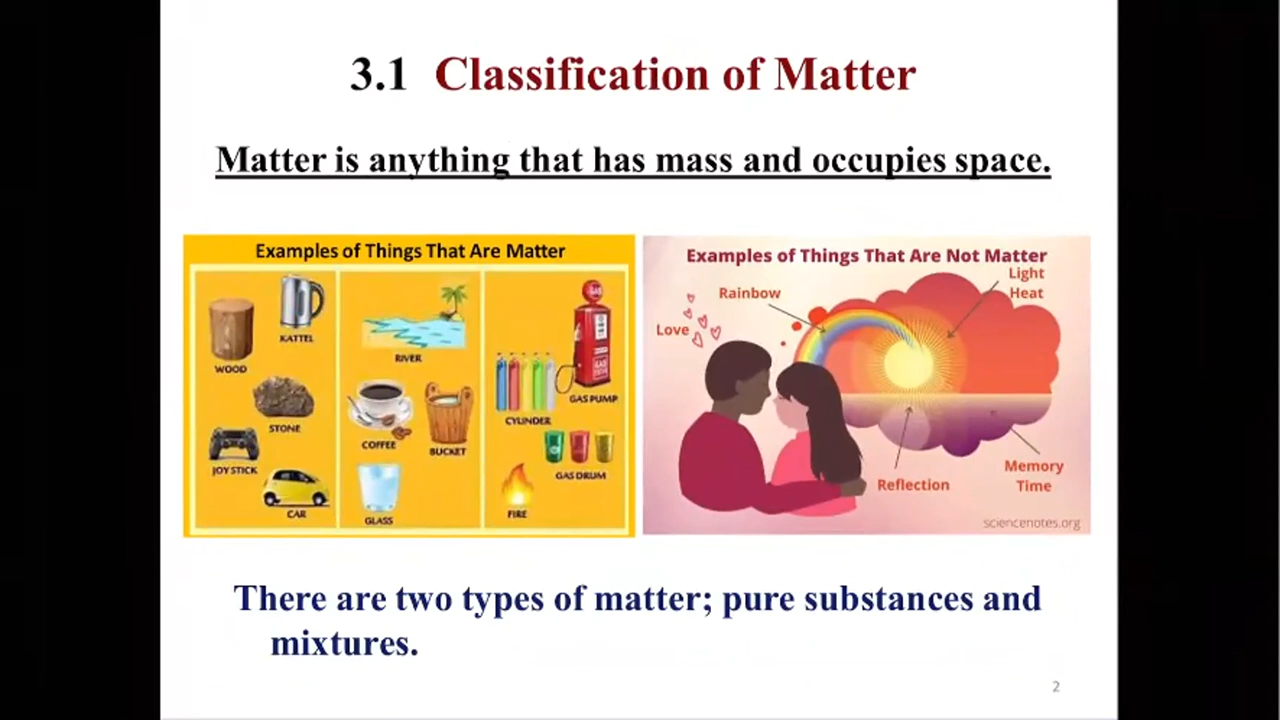 3.1 Classification of Matter
Matter is anything that has mass and occupies space.
Examples of Things That Are Matter
WOOD
KATTEL
STONE
JOY STICK
CAR
RIVER
COFFEE
BUCKET
GLASS
GAS
GAS PUMP
CYLINDER
GAS DRUM
FIRE
Examples of Things That Are Not Matter
Love
Rainbow
Light
Heat
Reflection
Memory
Time
sciencenotes.org
There are two types of matter; pure substances and
mixtures.
2